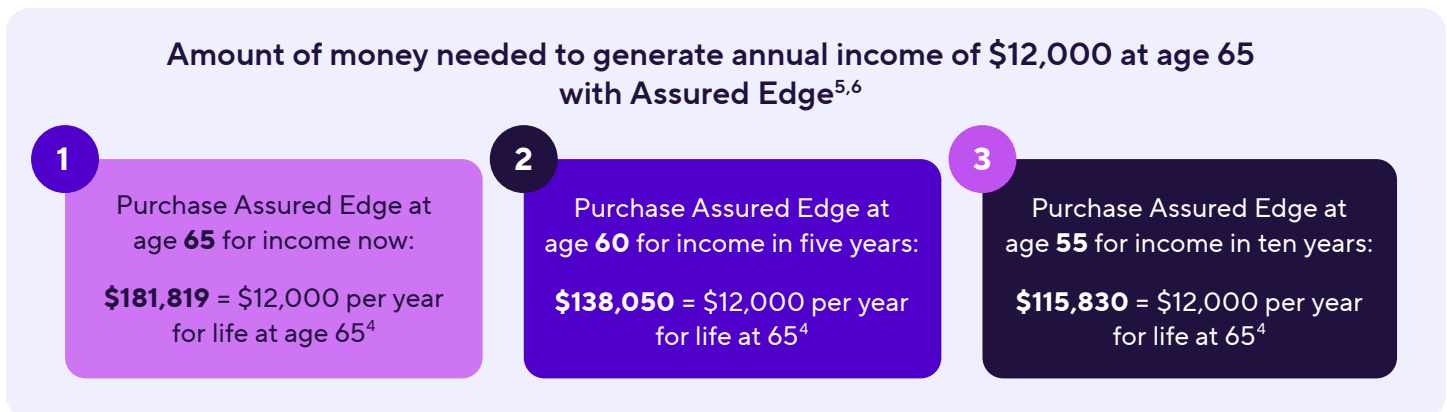 Amount of money needed to generate annual income of $12,000 at age 65
with Assured Edge5,6
1
Purchase Assured Edge at
age 65 for income now:
$181,819 = $12,000 per year
for life at age 654
2
Purchase Assured Edge at
age 60 for income in five years:
$138,050 = $12,000 per year
for life at 654
3
Purchase Assured Edge at
age 55 for income in ten years:
$115,830 = $12,000 per year
for life at 654